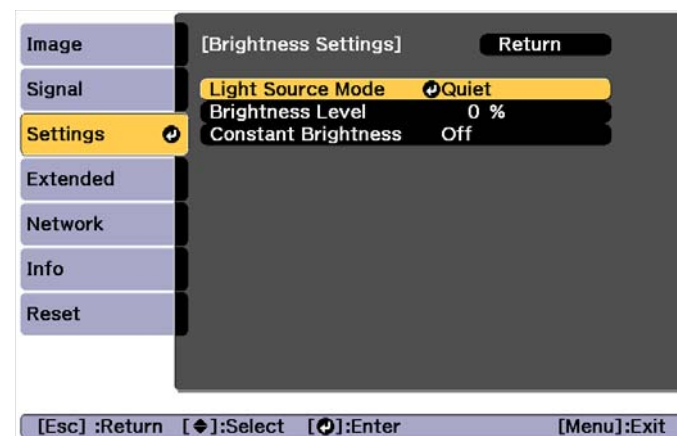 Image
Signal
Settings
Extended
Network
Info
Reset
[Brightness Settings] Return
Light Source Mode Quiet
Brightness Level 0 %
Constant Brightness Off
[Esc] :Return [◆]:Select [↵]:Enter [Menu]:Exit